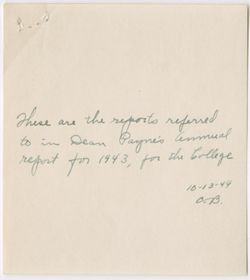 These are the reports referred
to in Dean Payne's annual
report for 1943, for the College
10-13-44
O.B.